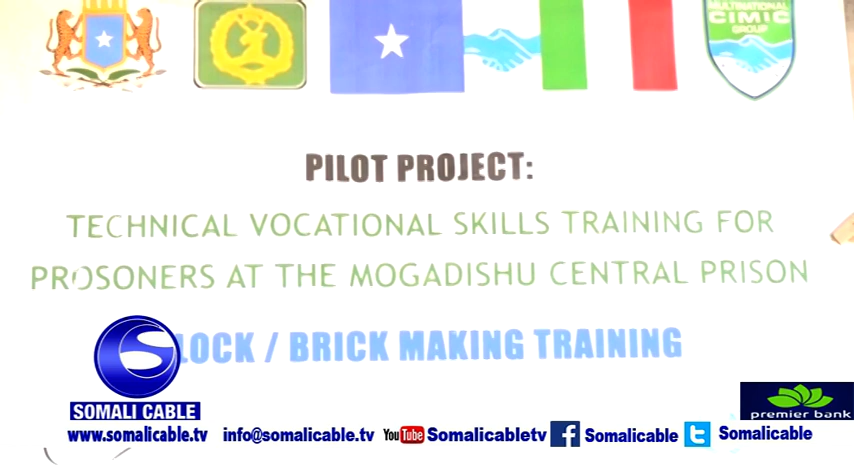 MULTINATIONAL
CIMIC
GROUP
PILOT PROJECT:
TECHNICAL VOCATIONAL SKILLS TRAINING FOR
PROSONERS AT THE MOGADISHU CENTRAL PRISON
LOCK / BRICK MAKING TRAINING
SOMALI CABLE
premier bank
www.somalicable.tv info@somalicable.tv YouTube Somalicabletv f Somalicable Somalicable